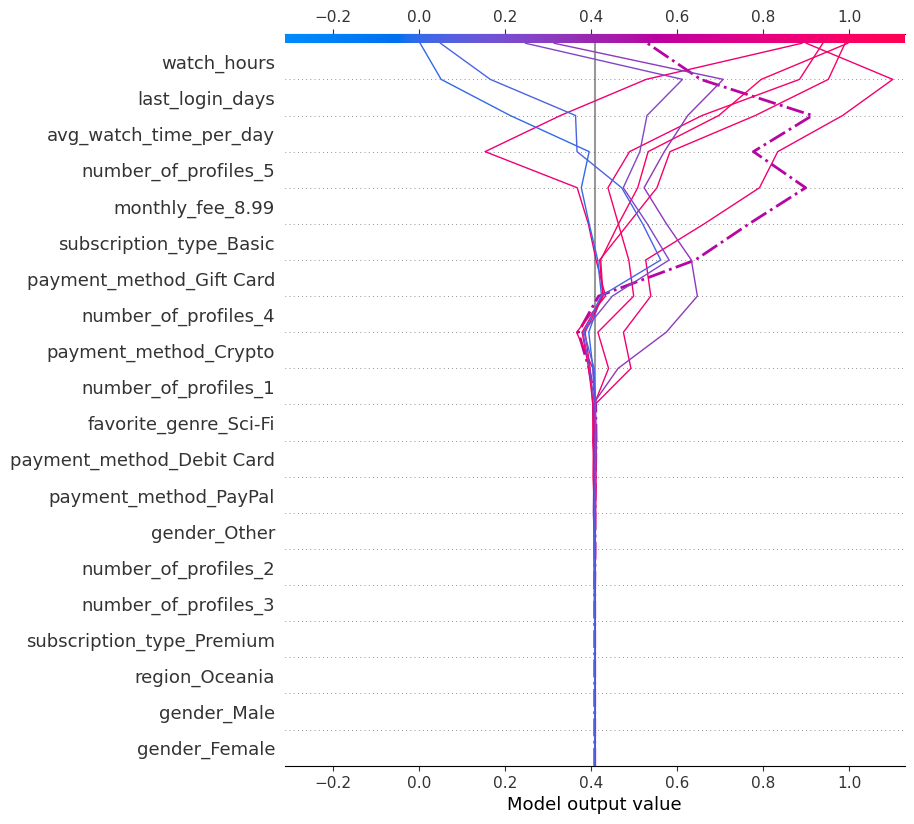 −0.2 0.0 0.2 0.4 0.6 0.8 1.0
watch_hours
last_login_days
avg_watch_time_per_day
number_of_profiles_5
monthly_fee_8.99
subscription_type_Basic
payment_method_Gift Card
number_of_profiles_4
payment_method_Crypto
number_of_profiles_1
favorite_genre_Sci-Fi
payment_method_Debit Card
payment_method_PayPal
gender_Other
number_of_profiles_2
number_of_profiles_3
subscription_type_Premium
region_Oceania
gender_Male
gender_Female
−0.2 0.0 0.2 0.4 0.6 0.8 1.0
Model output value